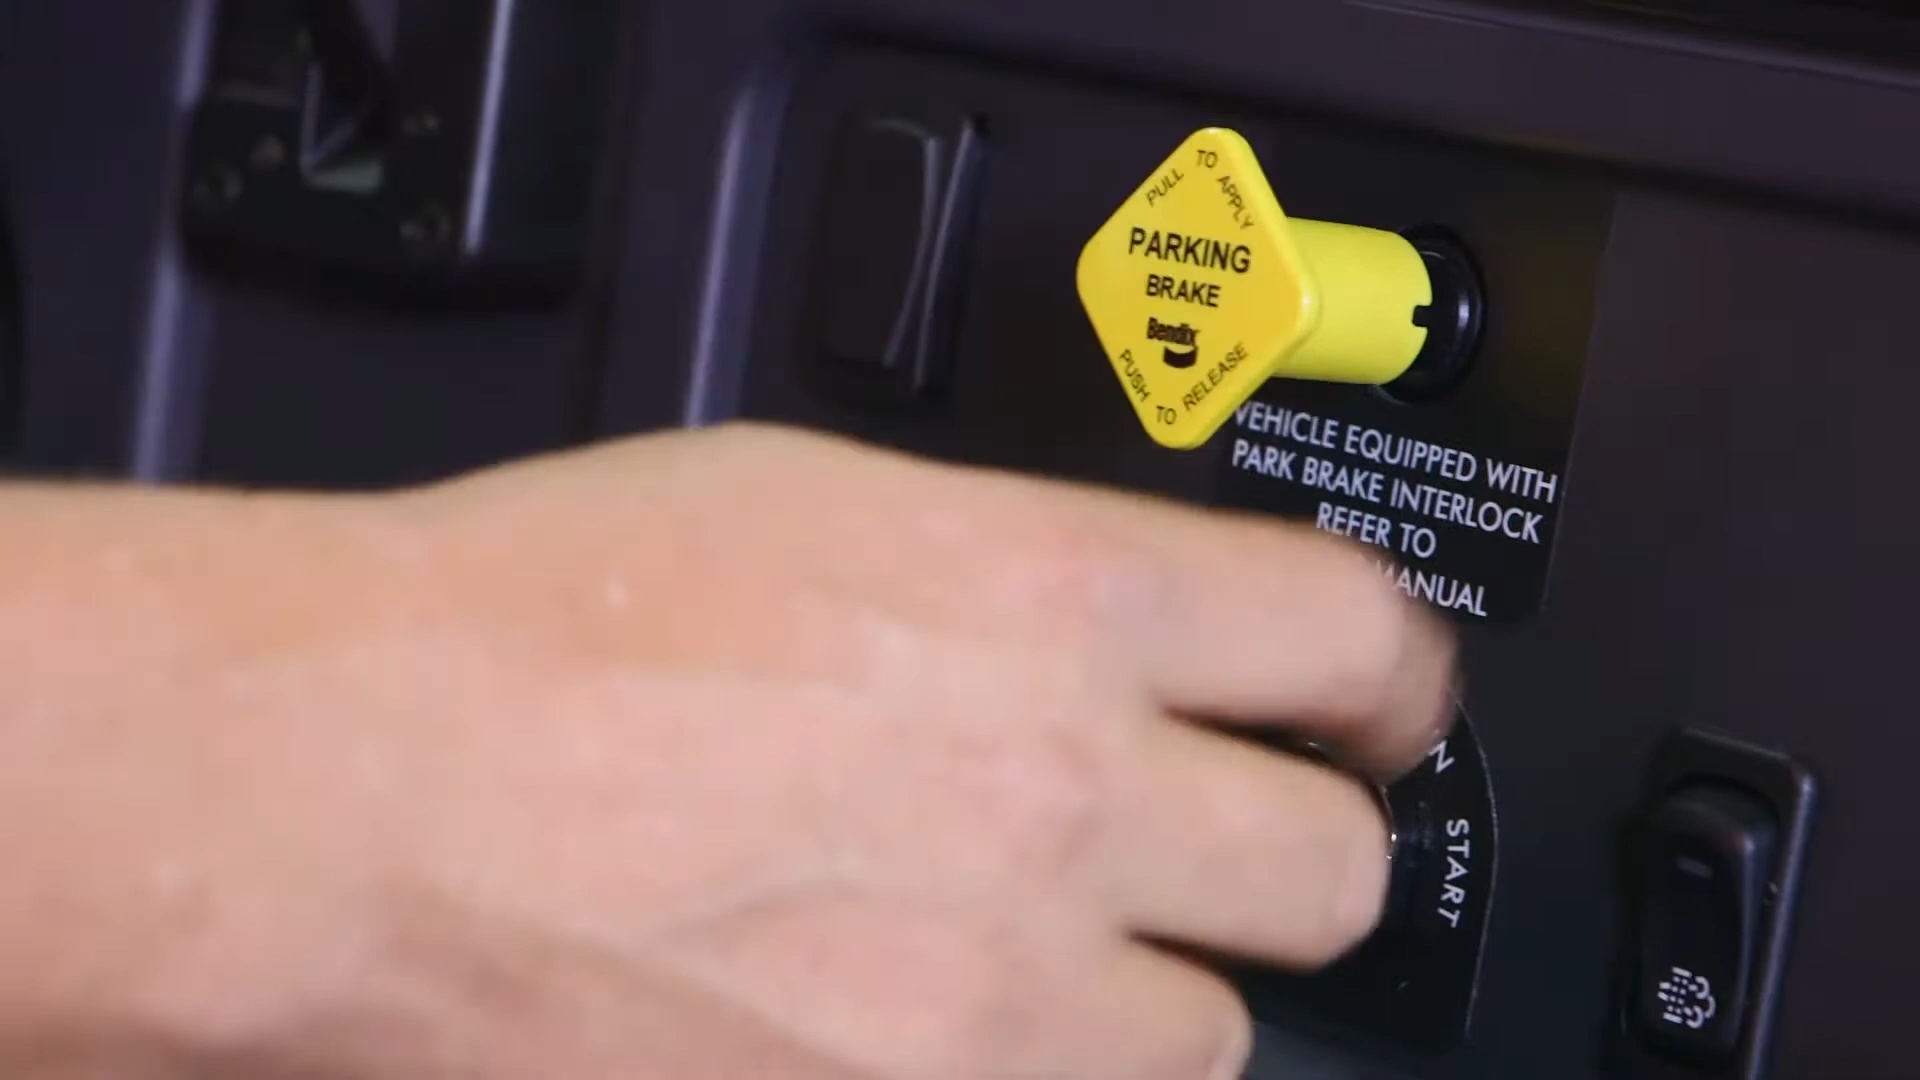 PULL TO APPLY
PARKING
BRAKE
Bendix
PUSH TO RELEASE
VEHICLE EQUIPPED WITH
PARK BRAKE INTERLOCK
REFER TO
MANUAL
START